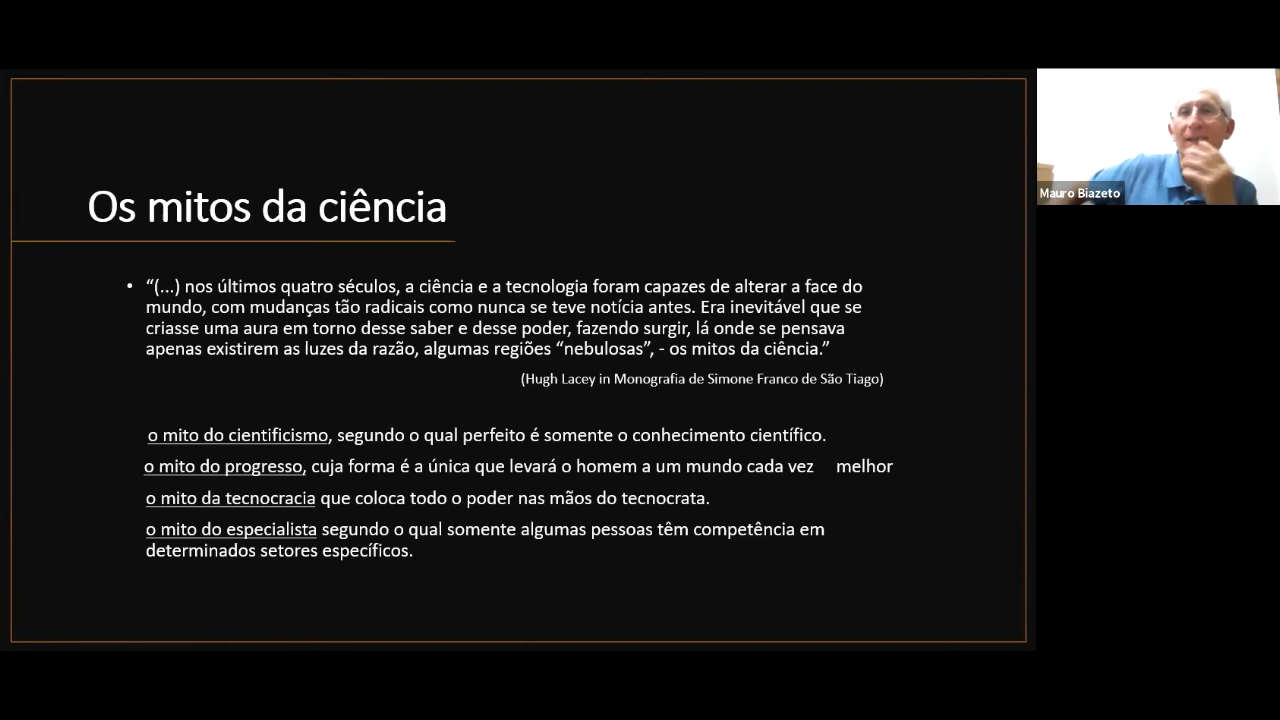 Os mitos da ciência
• “(...) nos últimos quatro séculos, a ciência e a tecnologia foram capazes de alterar a face do
mundo, com mudanças tão radicais como nunca se teve notícia antes. Era inevitável que se
criasse uma aura em torno desse saber e desse poder, fazendo surgir, lá onde se pensava
apenas existirem as luzes da razão, algumas regiões “nebulosas”, - os mitos da ciência.”
(Hugh Lacey in Monografia de Simone Franco de São Tiago)
o mito do cientificismo, segundo o qual perfeito é somente o conhecimento científico.
o mito do progresso, cuja forma é a única que levará o homem a um mundo cada vez melhor
o mito da tecnocracia que coloca todo o poder nas mãos do tecnocrata.
o mito do especialista segundo o qual somente algumas pessoas têm competência em
determinados setores específicos.
Mauro Biazeto